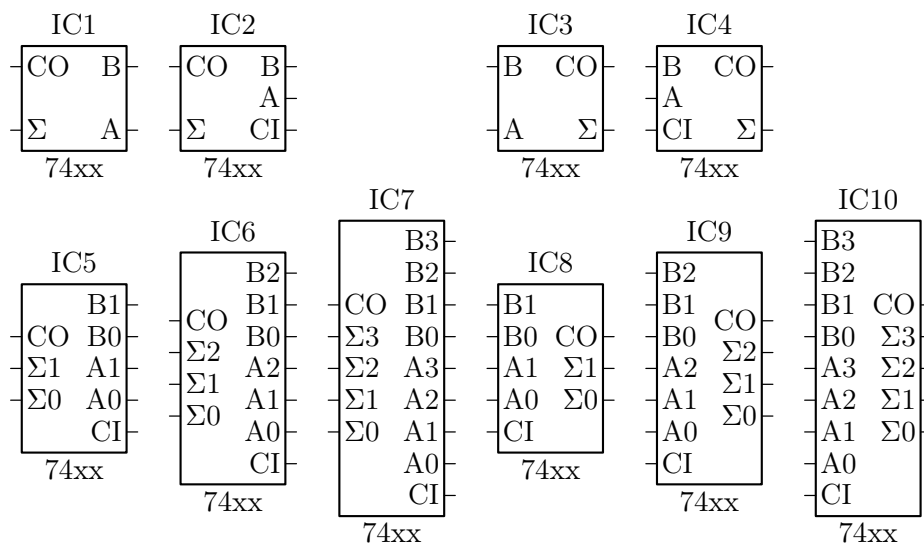 IC1 IC2 IC3 IC4
CO B CO B B CO B CO
A A
Σ A Σ CI A Σ CI Σ
74xx 74xx 74xx 74xx
IC7 IC10
IC6 IC9
B3 B3
IC5 IC8
B2 B2 B2 B2
B1 B1 CO B1 B1 B1 B1 CO
CO CO
CO B0 B0 Σ3 B0 B0 CO B0 B0 Σ3
Σ2 Σ2
Σ1 A1 A2 Σ2 A3 A1 Σ1 A2 A3 Σ2
Σ1 Σ1
Σ0 A0 A1 Σ1 A2 A0 Σ0 A1 A2 Σ1
Σ0 Σ0
CI A0 Σ0 A1 CI A0 A1 Σ0
CI A0 CI A0
74xx 74xx
CI CI
74xx 74xx
74xx 74xx